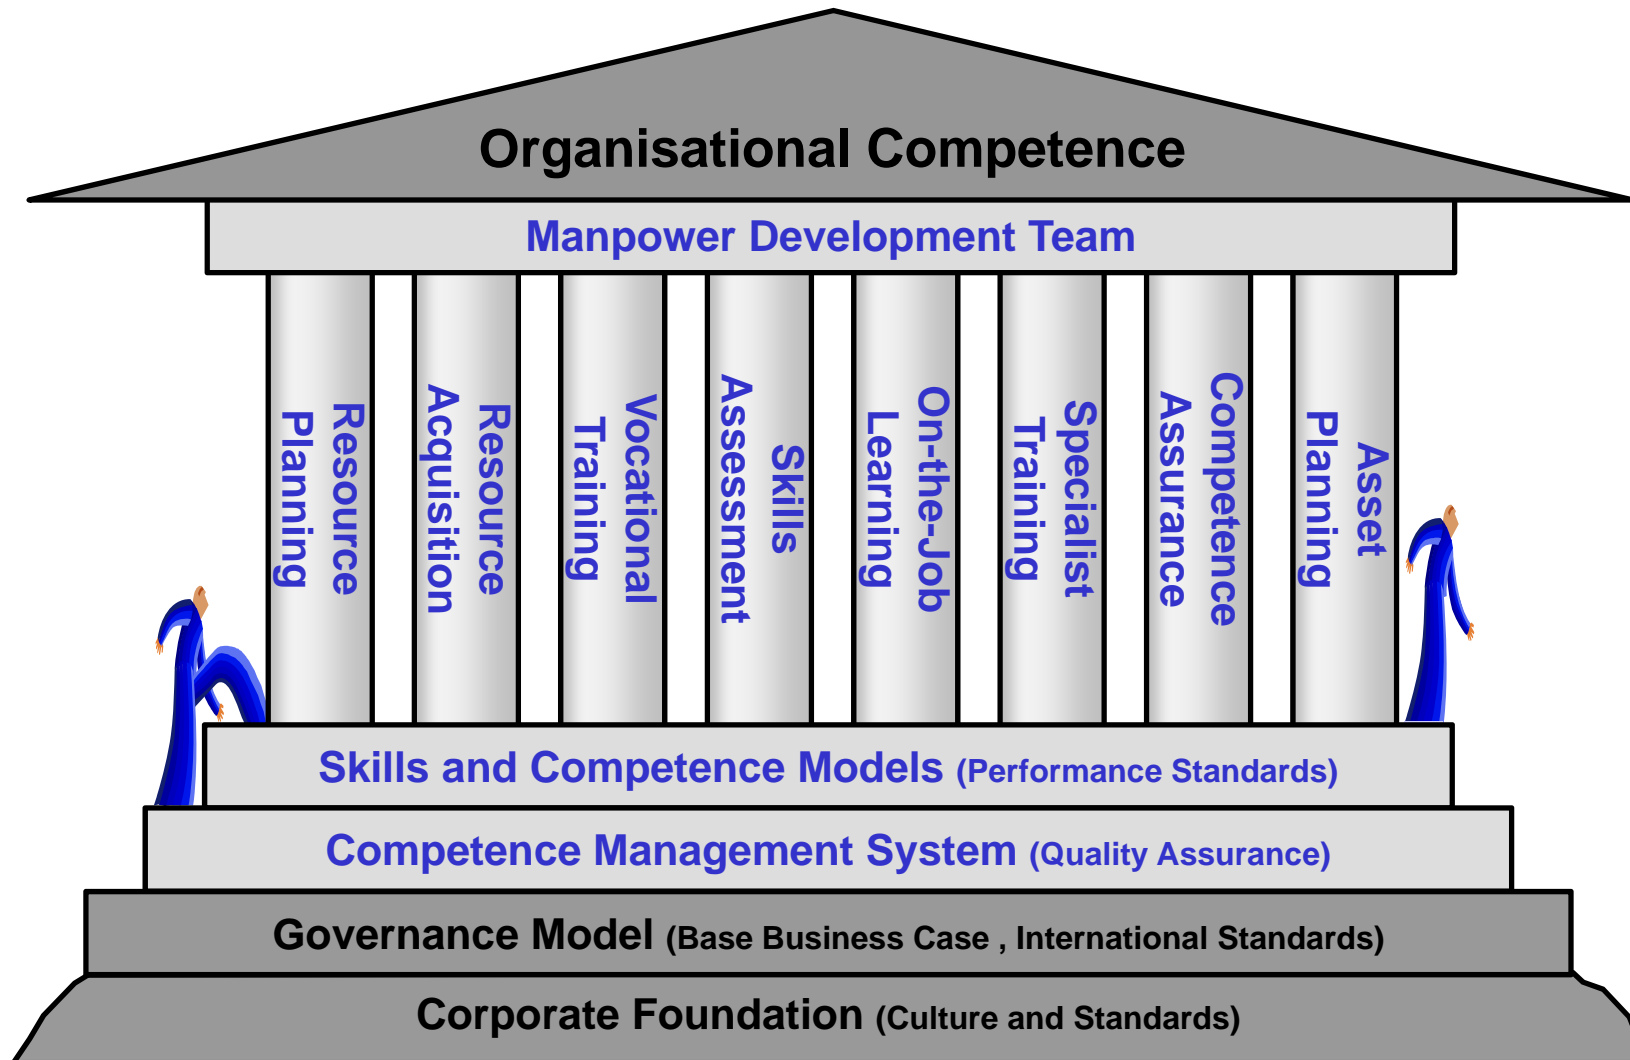 Organisational Competence
Manpower Development Team
Resource
Planning
Resource
Acquisition
Vocational
Training
Skills
Assessment
On-the-Job
Learning
Specialist
Training
Competence
Assurance
Asset
Planning
Skills and Competence Models (Performance Standards)
Competence Management System (Quality Assurance)
Governance Model (Base Business Case , International Standards)
Corporate Foundation (Culture and Standards)